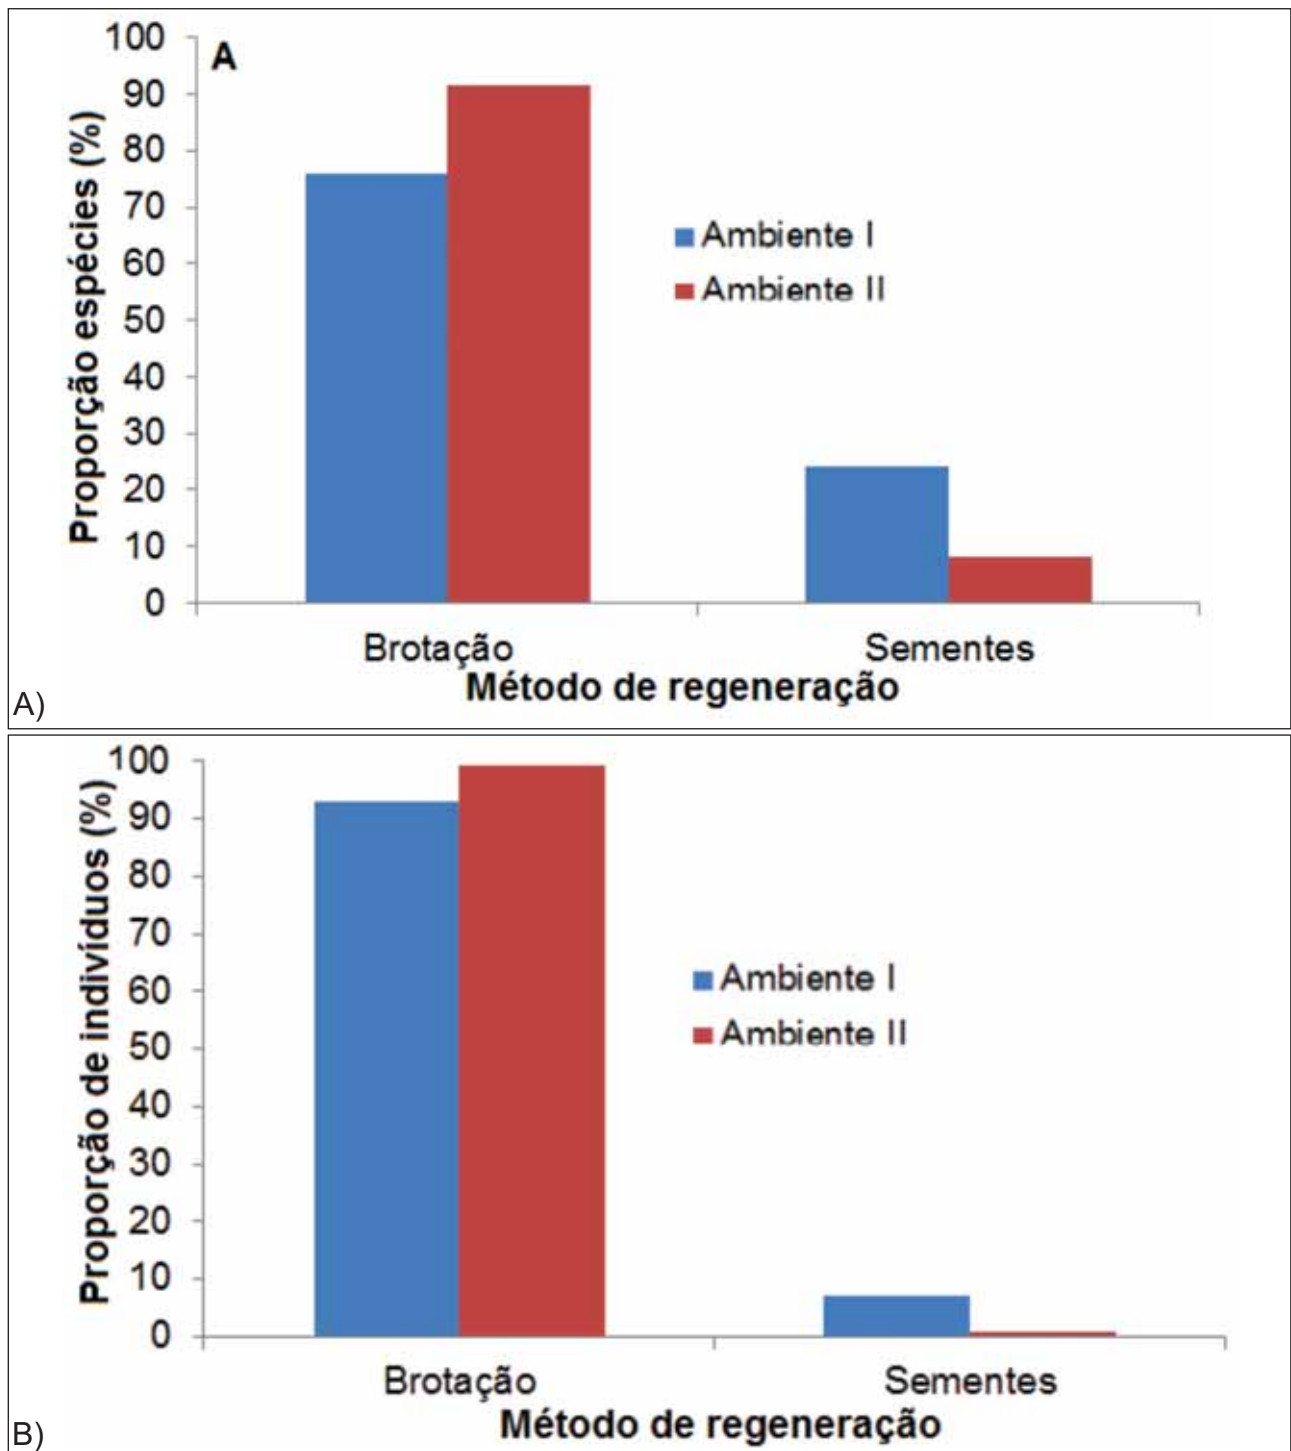 100
A
90
80
70
60
50
40
30
20
10
0
Proporção espécies (%)
Ambiente I
Ambiente II
Brotação Sementes
Método de regeneração
A)
100
90
80
70
60
50
40
30
20
10
0
Proporção de indivíduos (%)
Ambiente I
Ambiente II
Brotação Sementes
Método de regeneração
B)